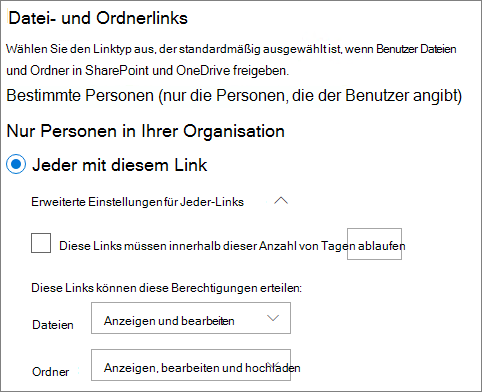 Datei- und Ordnerlinks
Wählen Sie den Linktyp aus, der standardmäßig ausgewählt ist, wenn Benutzer Dateien
und Ordner in SharePoint und OneDrive freigeben.
Bestimmte Personen (nur die Personen, die der Benutzer angibt)
Nur Personen in Ihrer Organisation
Jeder mit diesem Link
Erweiterte Einstellungen für Jeder-Links
Diese Links müssen innerhalb dieser Anzahl von Tagen ablaufen
Diese Links können diese Berechtigungen erteilen:
Dateien Anzeigen und bearbeiten
Ordner Anzeigen, bearbeiten und hochladen